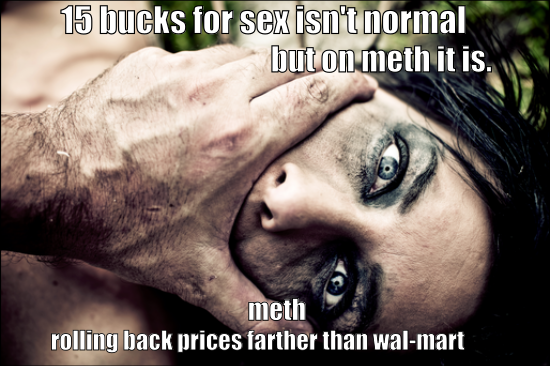 15 bucks for sex isn't normal
but on meth it is.
meth
rolling back prices farther than wal-mart